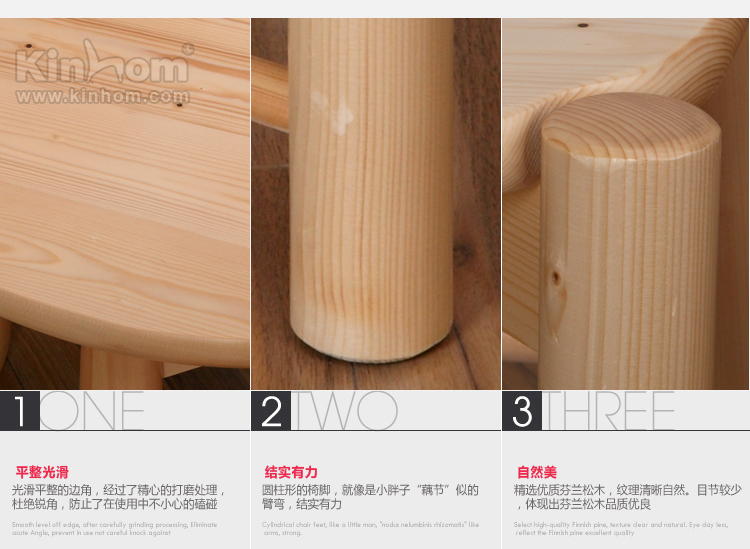 Kinhom
www.kinhom.com
1 ONE
平整光滑
光滑平整的边角，经过了精心的打磨处理，
杜绝锐角，防止了在使用中不小心的磕碰
Smooth level off edge, after carefully grinding processing, Eliminate
acute Angle, prevent in use not careful knock against
2 TWO
结实有力
圆柱形的椅脚，就像是小胖子“藕节”似的
臂弯，结实有力
Cylindrical chair feet, like a little man, "nodus nelumbinis rhizomatis" like
arms, strong.
3 THREE
自然美
精选优质芬兰松木，纹理清晰自然。目节较少
，体现出芬兰松木品质优良
Select high-quality Finnish pine, texture clear and natural. Eye day less,
reflect the Finnish pine excellent quality